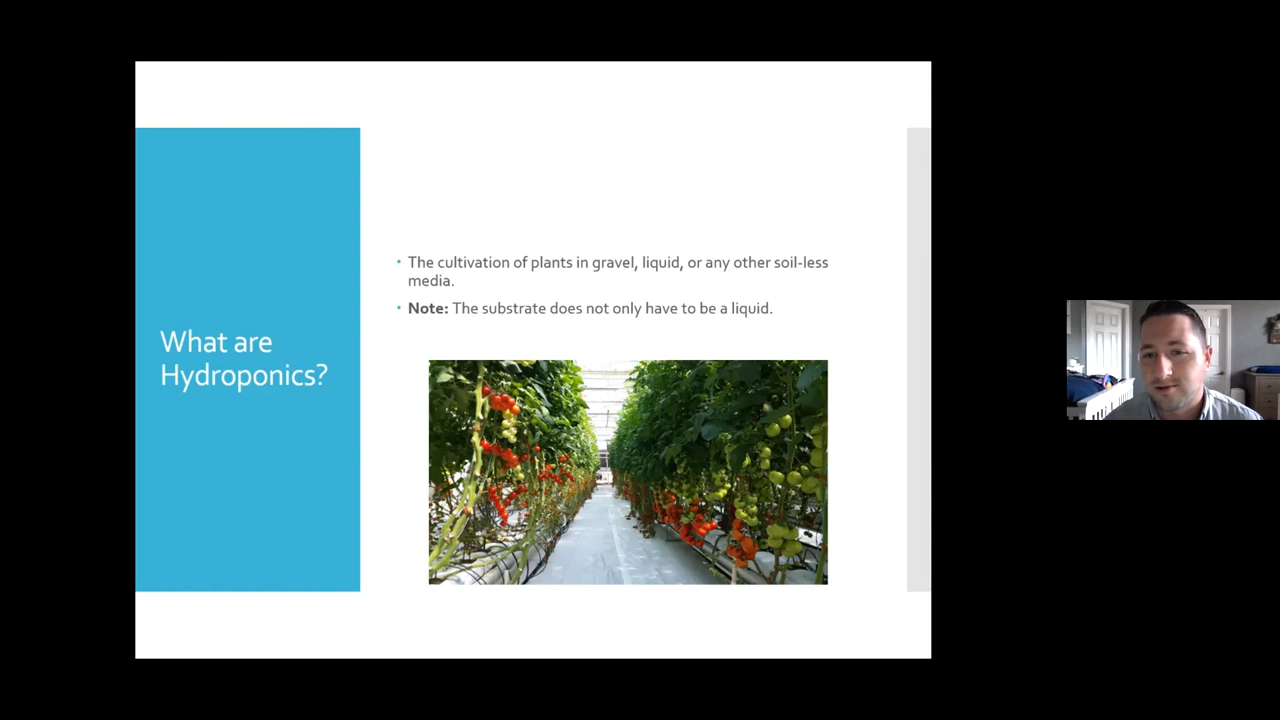 What are
Hydroponics?
The cultivation of plants in gravel, liquid, or any other soil-less
media.
Note: The substrate does not only have to be a liquid.